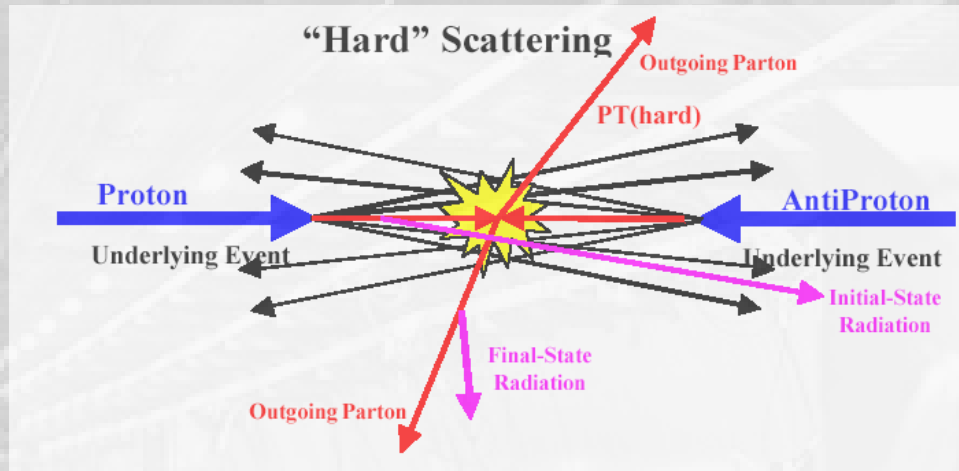 “Hard” Scattering
Outgoing Parton
PT(hard)
Proton
AntiProton
Underlying Event
Underlying Event
Initial-State
Radiation
Final-State
Radiation
Outgoing Parton